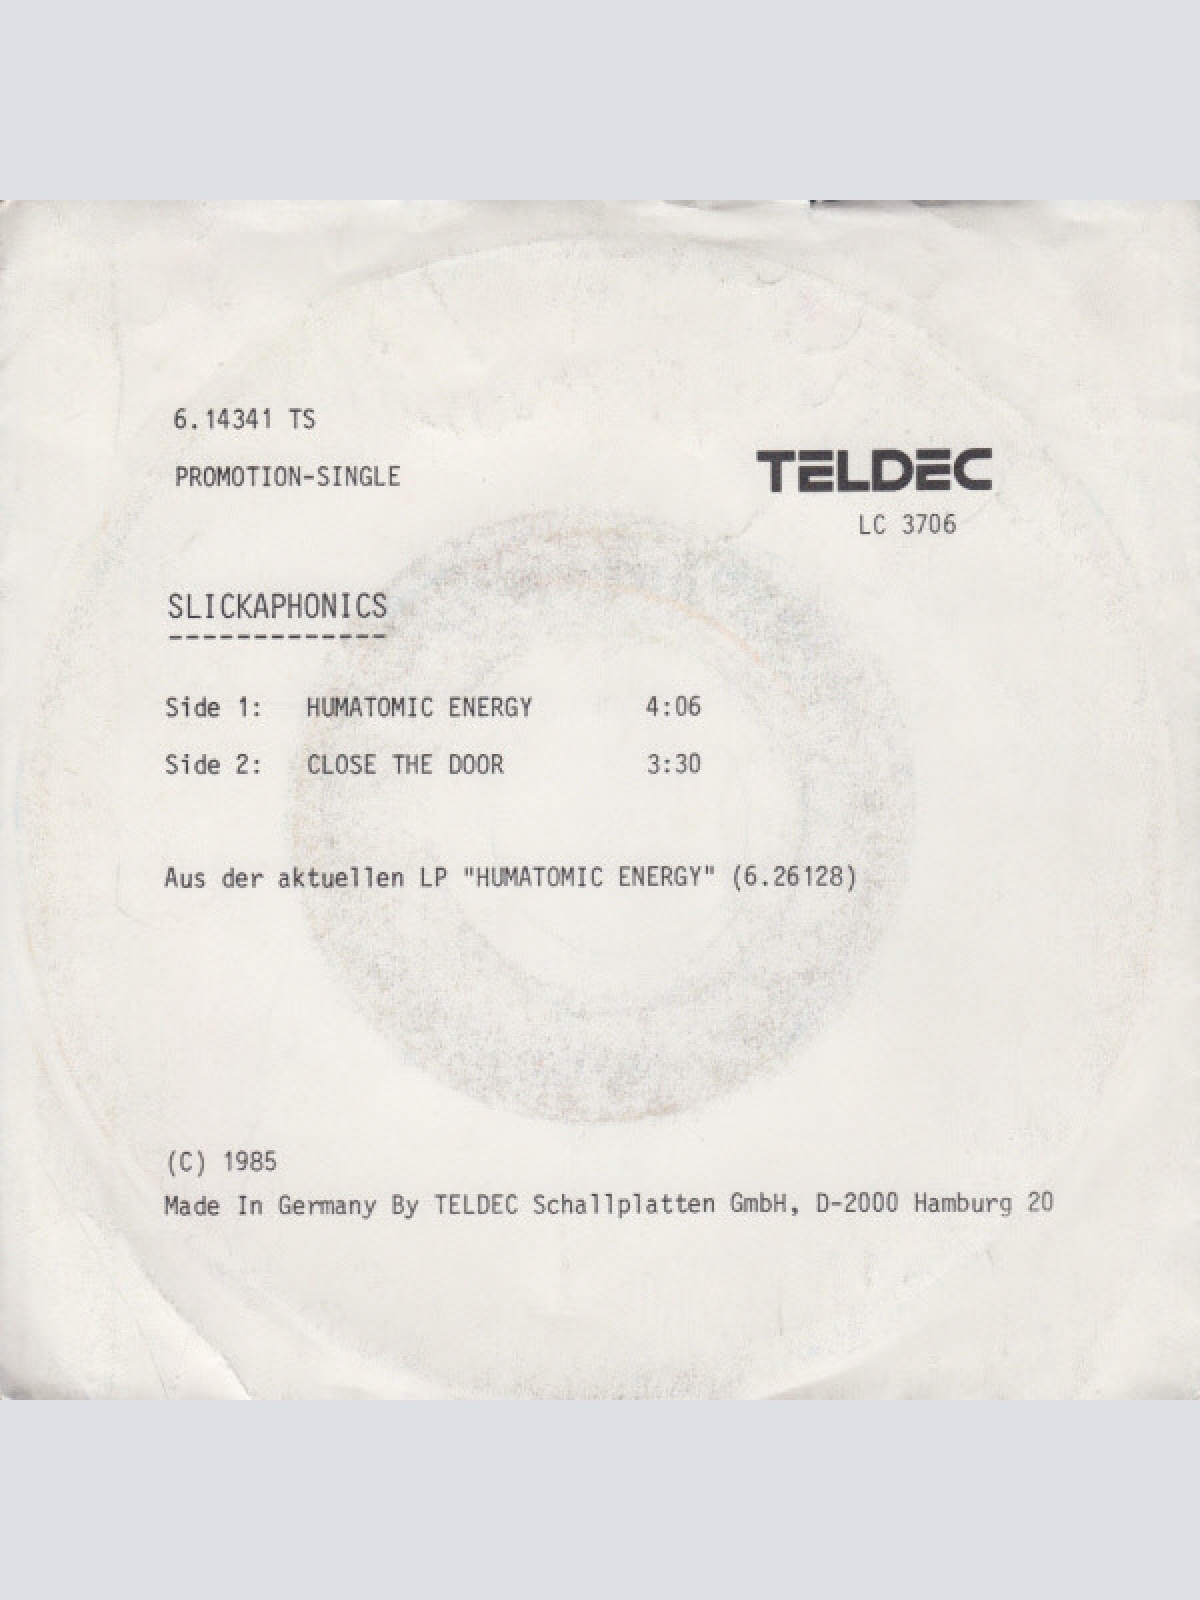 6.14341 TS
PROMOTION-SINGLE
TELDEC
LC 3706
SLICKAPHONICS
-------------
Side 1: HUMATOMIC ENERGY 4:06
Side 2: CLOSE THE DOOR 3:30
Aus der aktuellen LP "HUMATOMIC ENERGY" (6.26128)
(C) 1985
Made In Germany By TELDEC Schallplatten GmbH, D-2000 Hamburg 20